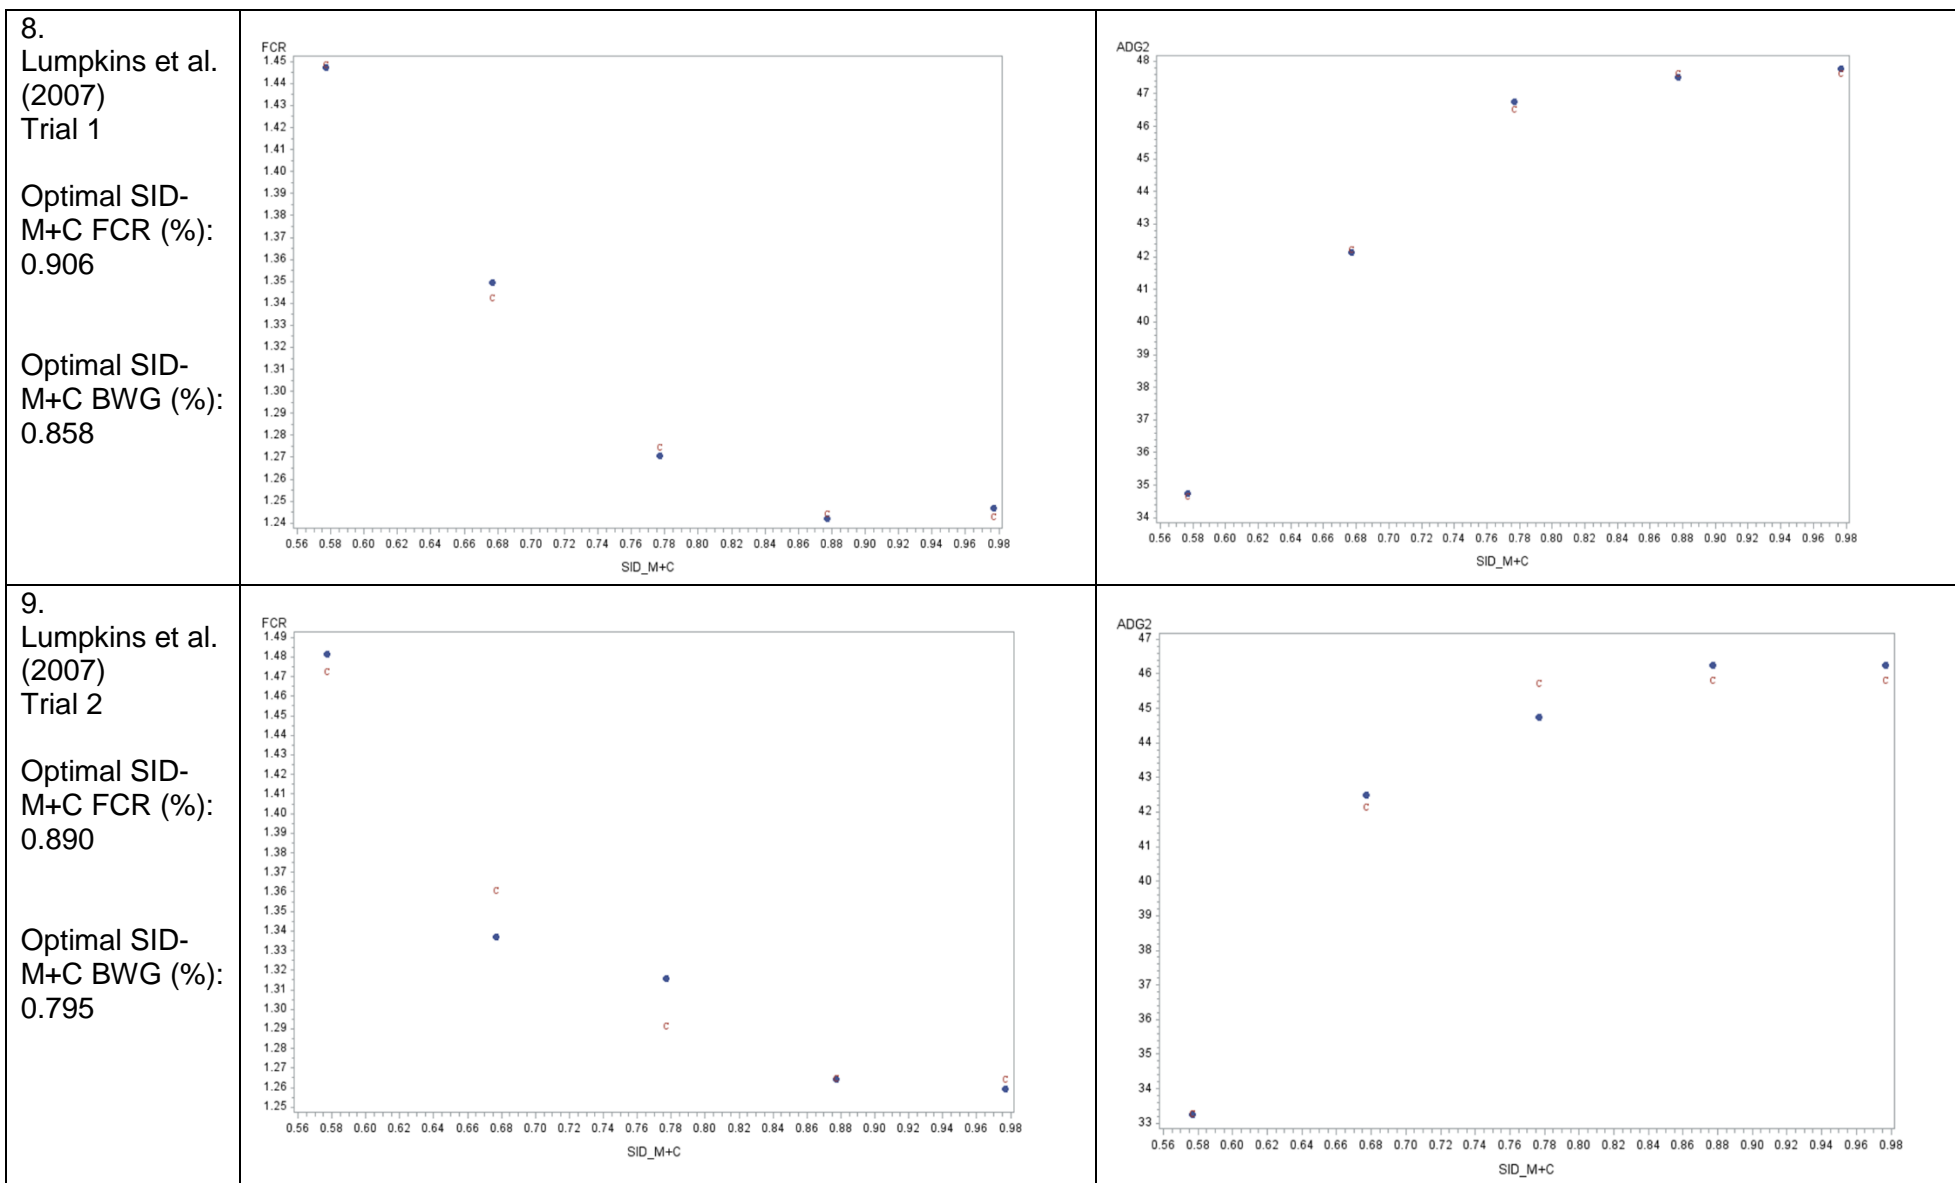 8.
Lumpkins et al.
(2007)
Trial 1
Optimal SID-
M+C FCR (%):
0.906
Optimal SID-
M+C BWG (%):
0.858
FCR
1.45
1.44
1.43
1.42
1.41
1.40
1.39
1.38
1.37
1.36
1.35
1.34
1.33
1.32
1.31
1.30
1.29
1.28
1.27
1.26
1.25
1.24
0.56 0.58 0.60 0.62 0.64 0.66 0.68 0.70 0.72 0.74 0.76 0.78 0.80 0.82 0.84 0.86 0.88 0.90 0.92 0.94 0.96 0.98
SID_M+C
C
C
C
C
C
ADG2
48
47
46
45
44
43
42
41
40
39
38
37
36
35
34
0.56 0.58 0.60 0.62 0.64 0.66 0.68 0.70 0.72 0.74 0.76 0.78 0.80 0.82 0.84 0.86 0.88 0.90 0.92 0.94 0.96 0.98
SID_M+C
C
C
C
C
C
9.
Lumpkins et al.
(2007)
Trial 2
Optimal SID-
M+C FCR (%):
0.890
Optimal SID-
M+C BWG (%):
0.795
FCR
1.49
1.48
1.47
1.46
1.45
1.44
1.43
1.42
1.41
1.40
1.39
1.38
1.37
1.36
1.35
1.34
1.33
1.32
1.31
1.30
1.29
1.28
1.27
1.26
1.25
0.56 0.58 0.60 0.62 0.64 0.66 0.68 0.70 0.72 0.74 0.76 0.78 0.80 0.82 0.84 0.86 0.88 0.90 0.92 0.94 0.96 0.98
SID_M+C
C
C
C
C
ADG2
47
46
45
44
43
42
41
40
39
38
37
36
35
34
33
0.56 0.58 0.60 0.62 0.64 0.66 0.68 0.70 0.72 0.74 0.76 0.78 0.80 0.82 0.84 0.86 0.88 0.90 0.92 0.94 0.96 0.98
SID_M+C
C
C
C
C